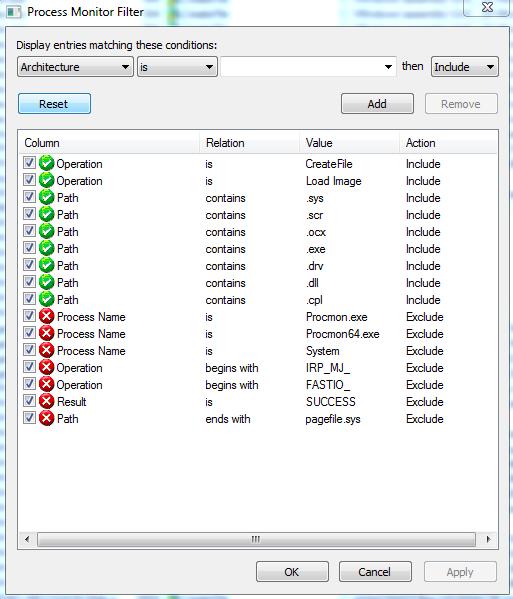 Process Monitor Filter
Display entries matching these conditions:
Architecture is then Include
Reset Add Remove
Column Relation Value Action
Operation is CreateFile Include
Operation is Load Image Include
Path contains .sys Include
Path contains .scr Include
Path contains .ocx Include
Path contains .exe Include
Path contains .drv Include
Path contains .dll Include
Path contains .cpl Include
Process Name is Procmon.exe Exclude
Process Name is Procmon64.exe Exclude
Process Name is System Exclude
Operation begins with IRP_MJ_ Exclude
Operation begins with FASTIO_ Exclude
Result is SUCCESS Exclude
Path ends with pagefile.sys Exclude
OK Cancel Apply